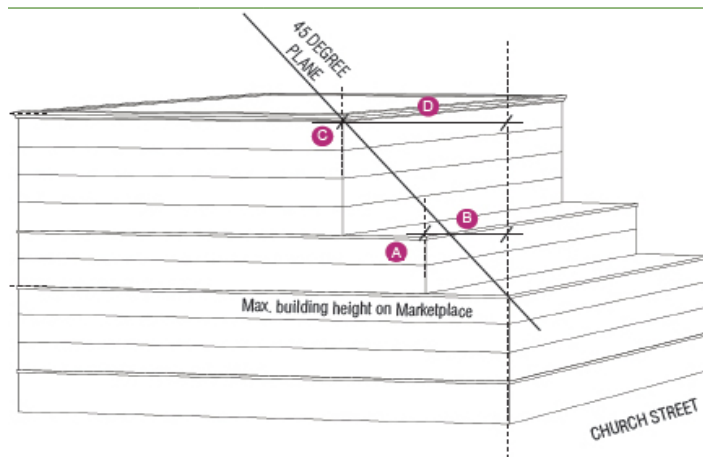 45 DEGREE
PLANE
D
C
B
A
Max. building height on Marketplace
CHURCH STREET